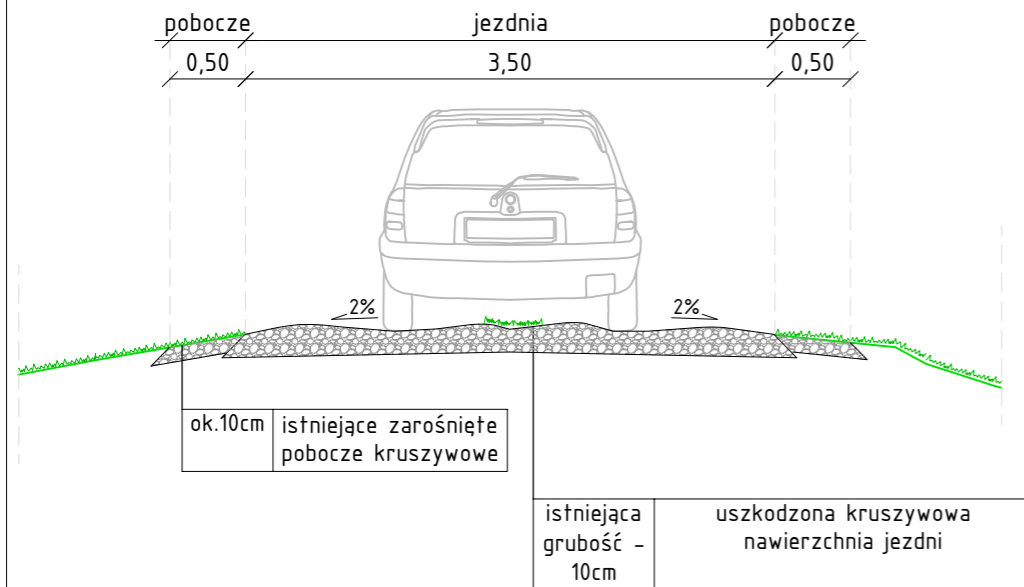 pobocze jezdnia pobocze
0,50 3,50 0,50
2% 2%
ok.10cm
istniejące zarośnięte
pobocze kruszywowe
istniejąca
grubość -
10cm
uszkodzona kruszywowa
nawierzchnia jezdni